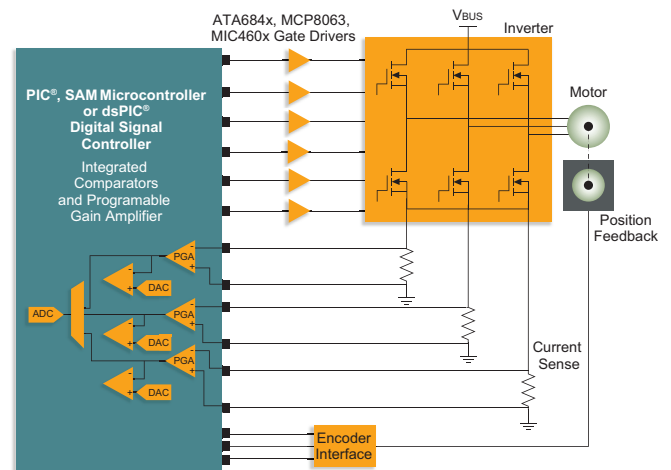 ATA684x, MCP8063,
MIC460x Gate Drivers
VBUS
Inverter
PIC®, SAM Microcontroller
or dsPIC®
Digital Signal
Controller
Integrated
Comparators
and Programable
Gain Amplifier
Motor
Position
Feedback
- PGA +
- + DAC
ADC
- PGA +
- + DAC
- PGA +
- + DAC
Current
Sense
Encoder
Interface